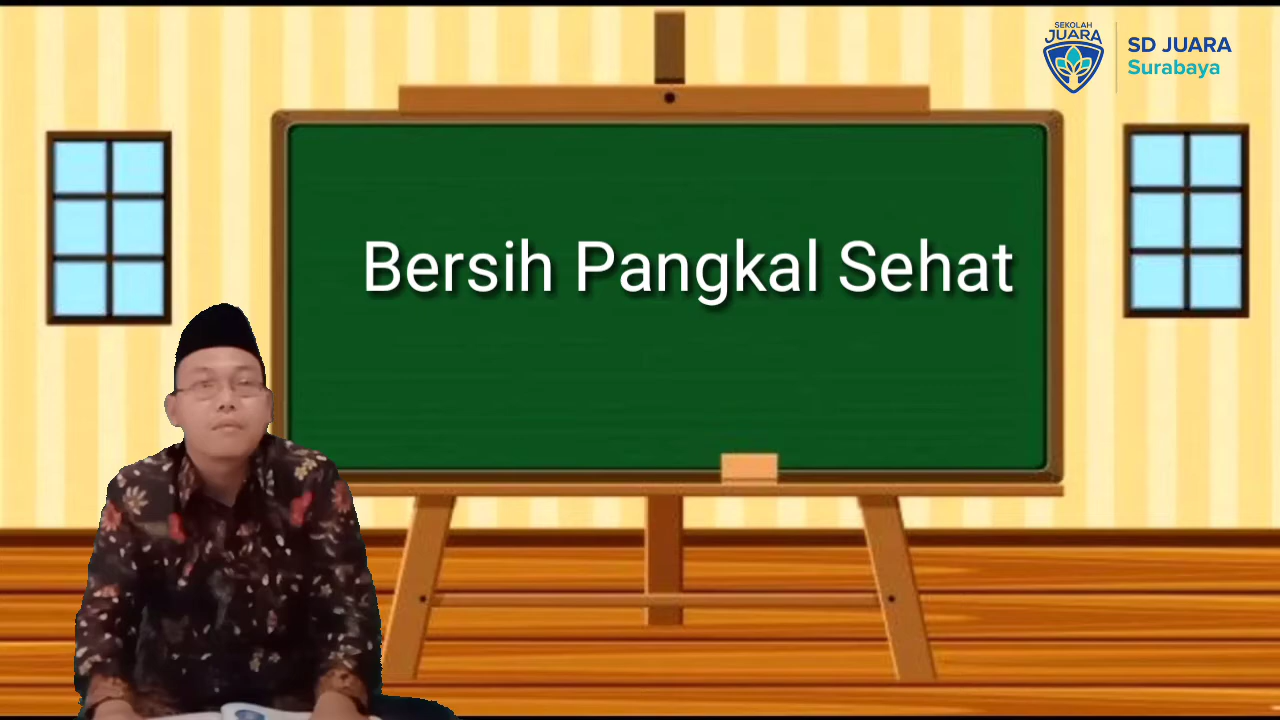 SEKOLAH
JUARA
SD JUARA
Surabaya
Bersih Pangkal Sehat